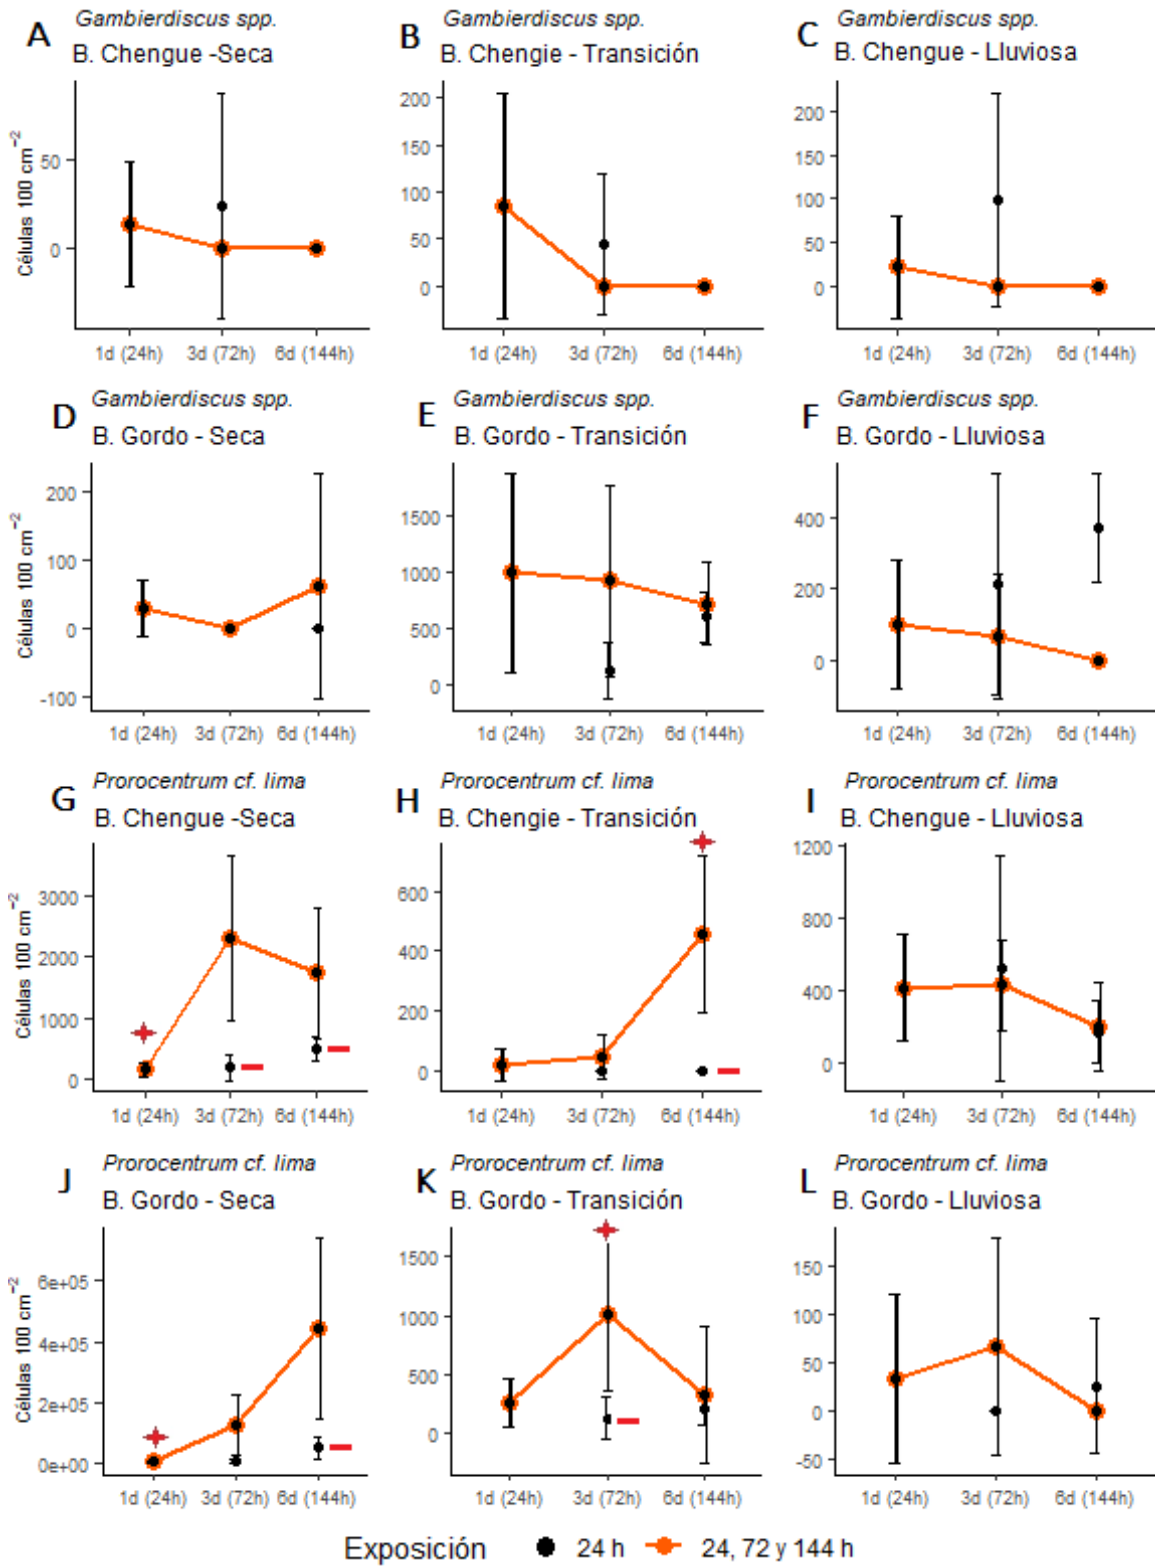 A Gambierdiscus spp.
B. Chengue -Seca
Células 100 cm⁻²
50
0
1d (24h) 3d (72h) 6d (144h)
B Gambierdiscus spp.
B. Chengie - Transición
200
150
100
50
0
1d (24h) 3d (72h) 6d (144h)
C Gambierdiscus spp.
B. Chengue - Lluviosa
200
150
100
50
0
1d (24h) 3d (72h) 6d (144h)
D Gambierdiscus spp.
B. Gordo - Seca
Células 100 cm⁻²
200
100
0
-100
1d (24h) 3d (72h) 6d (144h)
E Gambierdiscus spp.
B. Gordo - Transición
1500
1000
500
0
1d (24h) 3d (72h) 6d (144h)
F Gambierdiscus spp.
B. Gordo - Lluviosa
400
200
0
1d (24h) 3d (72h) 6d (144h)
G Prorocentrum cf. lima
B. Chengue -Seca
Células 100 cm⁻²
3000
2000
1000
0
1d (24h) 3d (72h) 6d (144h)
H Prorocentrum cf. lima
B. Chengie - Transición
600
400
200
0
1d (24h) 3d (72h) 6d (144h)
I Prorocentrum cf. lima
B. Chengue - Lluviosa
1200
800
400
0
1d (24h) 3d (72h) 6d (144h)
J Prorocentrum cf. lima
B. Gordo - Seca
Células 100 cm⁻²
6e+05
4e+05
2e+05
0e+00
1d (24h) 3d (72h) 6d (144h)
K Prorocentrum cf. lima
B. Gordo - Transición
1500
1000
500
0
1d (24h) 3d (72h) 6d (144h)
L Prorocentrum cf. lima
B. Gordo - Lluviosa
150
100
50
0
-50
1d (24h) 3d (72h) 6d (144h)
Exposición 24 h 24, 72 y 144 h